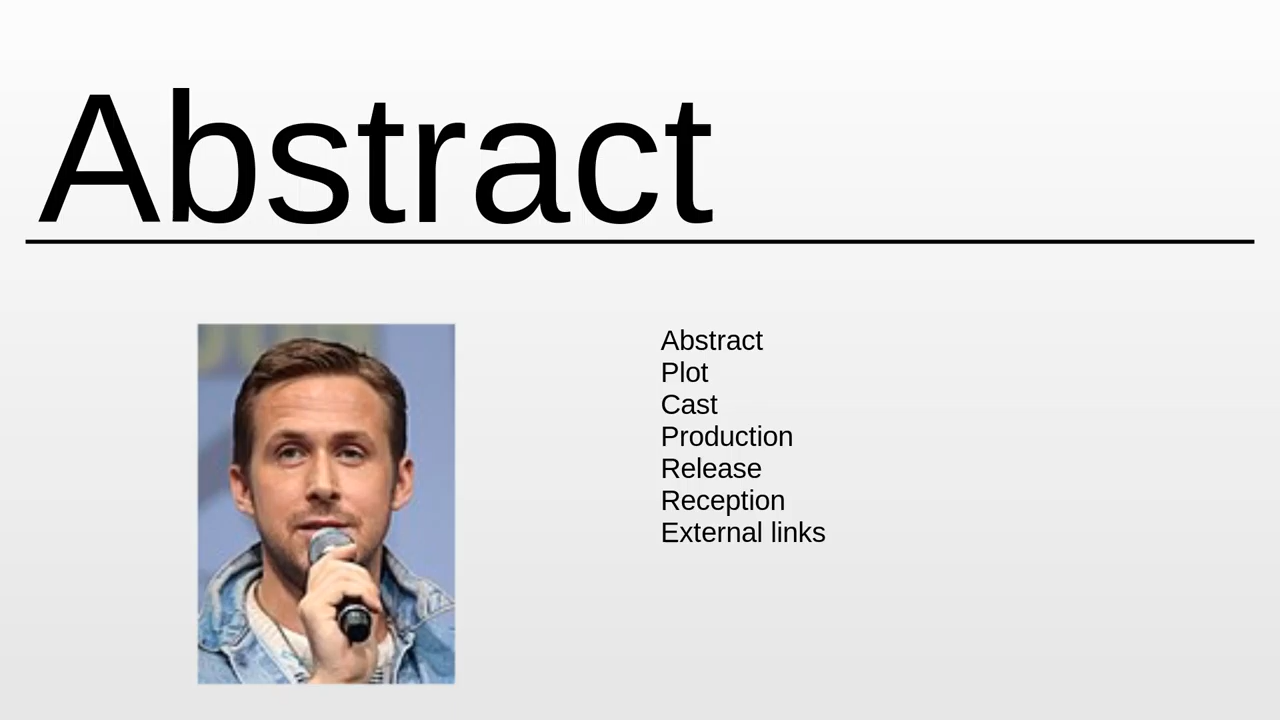 Abstract
Abstract
Plot
Cast
Production
Release
Reception
External links